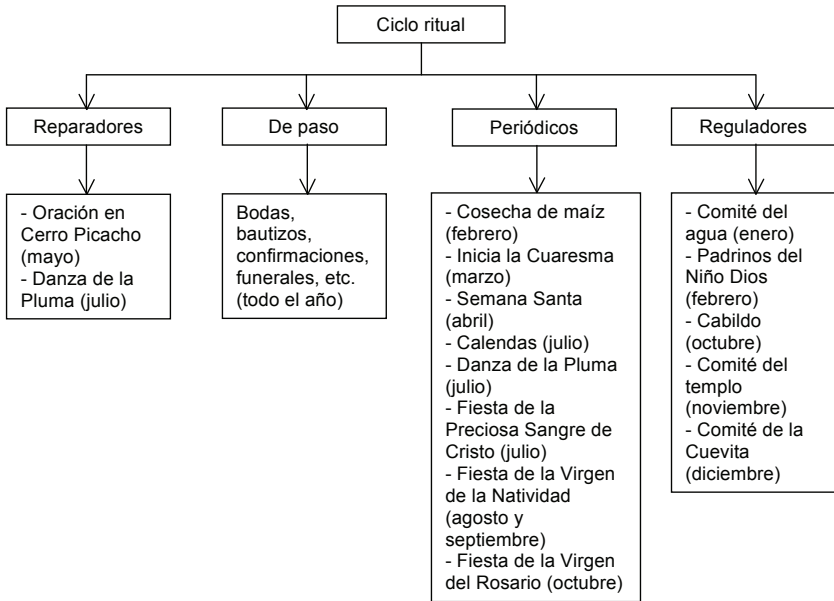 Ciclo ritual
Reparadores
De paso
Periódicos
Reguladores
- Oración en
Cerro Picacho
(mayo)
- Danza de la
Pluma (julio)
Bodas,
bautizos,
confirmaciones,
funerales, etc.
(todo el año)
- Cosecha de maíz
(febrero)
- Inicia la Cuaresma
(marzo)
- Semana Santa
(abril)
- Calendas (julio)
- Danza de la Pluma
(julio)
- Fiesta de la
Preciosa Sangre de
Cristo (julio)
- Fiesta de la Virgen
de la Natividad
(agosto y
septiembre)
- Fiesta de la Virgen
del Rosario (octubre)
- Comité del
agua (enero)
- Padrinos del
Niño Dios
(febrero)
- Cabildo
(octubre)
- Comité del
templo
(noviembre)
- Comité de la
Cuevita
(diciembre)